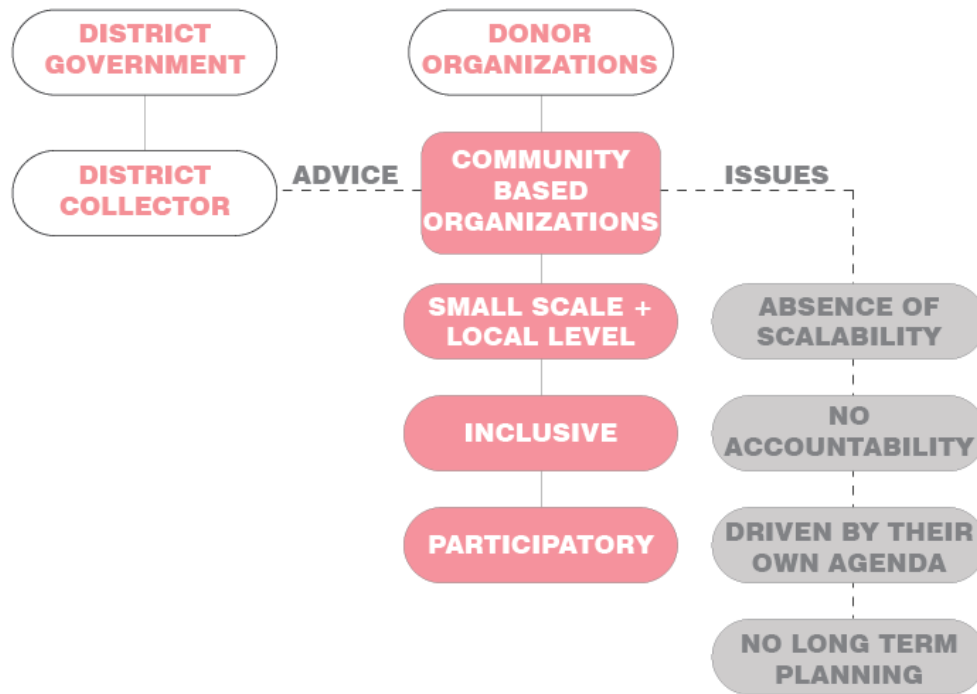 DISTRICT
GOVERNMENT
DONOR
ORGANIZATIONS
DISTRICT
COLLECTOR
ADVICE
COMMUNITY
BASED
ORGANIZATIONS
ISSUES
SMALL SCALE +
LOCAL LEVEL
INCLUSIVE
PARTICIPATORY
ABSENCE OF
SCALABILITY
NO
ACCOUNTABILITY
DRIVEN BY THEIR
OWN AGENDA
NO LONG TERM
PLANNING